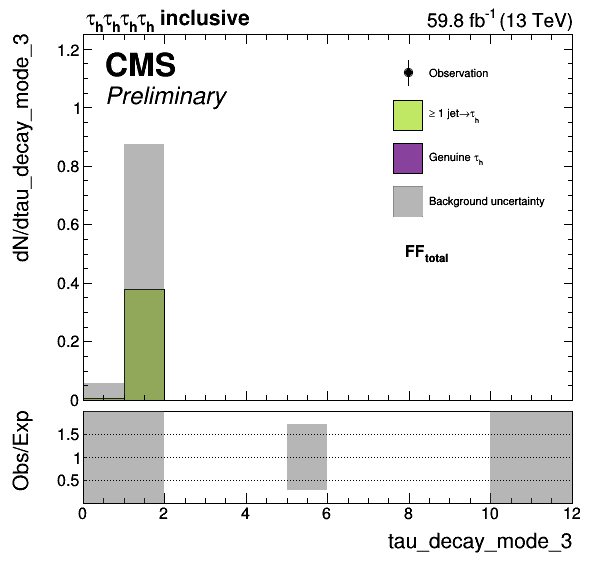 τhτhτhτh inclusive
59.8 fb⁻¹ (13 TeV)
dN/dtau_decay_mode_3
CMS
Preliminary
Observation
≥ 1 jet→τh
Genuine τh
Background uncertainty
FFtotal
1.2
1
0.8
0.6
0.4
0.2
0
Obs/Exp
1.5
1
0.5
0 2 4 6 8 10 12
tau_decay_mode_3